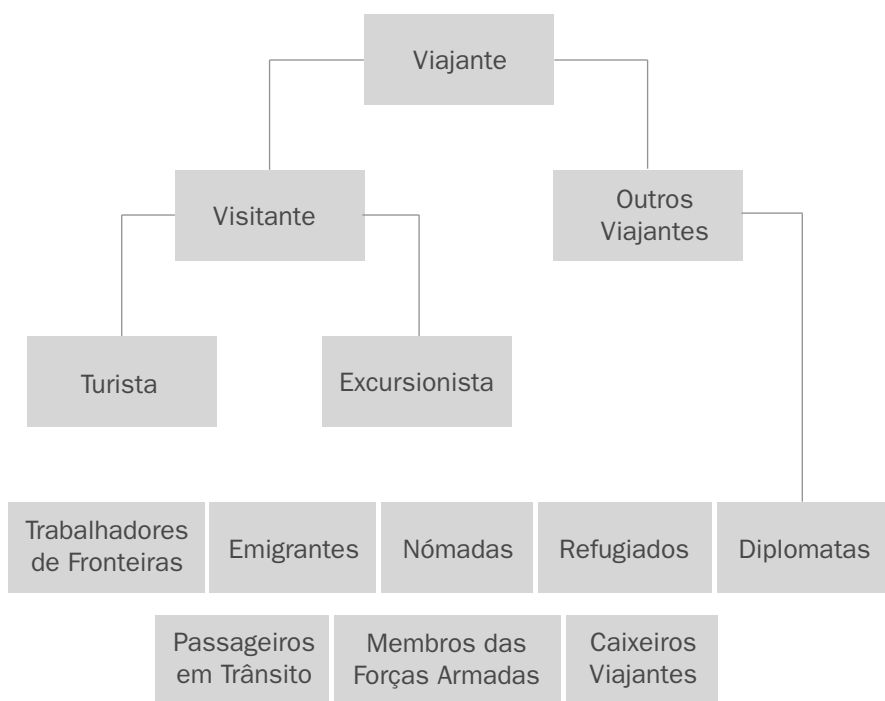 Viajante
Visitante
Outros
Viajantes
Turista
Excursionista
Trabalhadores
de Fronteiras
Emigrantes
Nómadas
Refugiados
Diplomatas
Passageiros
em Trânsito
Membros das
Forças Armadas
Caixeiros
Viajantes